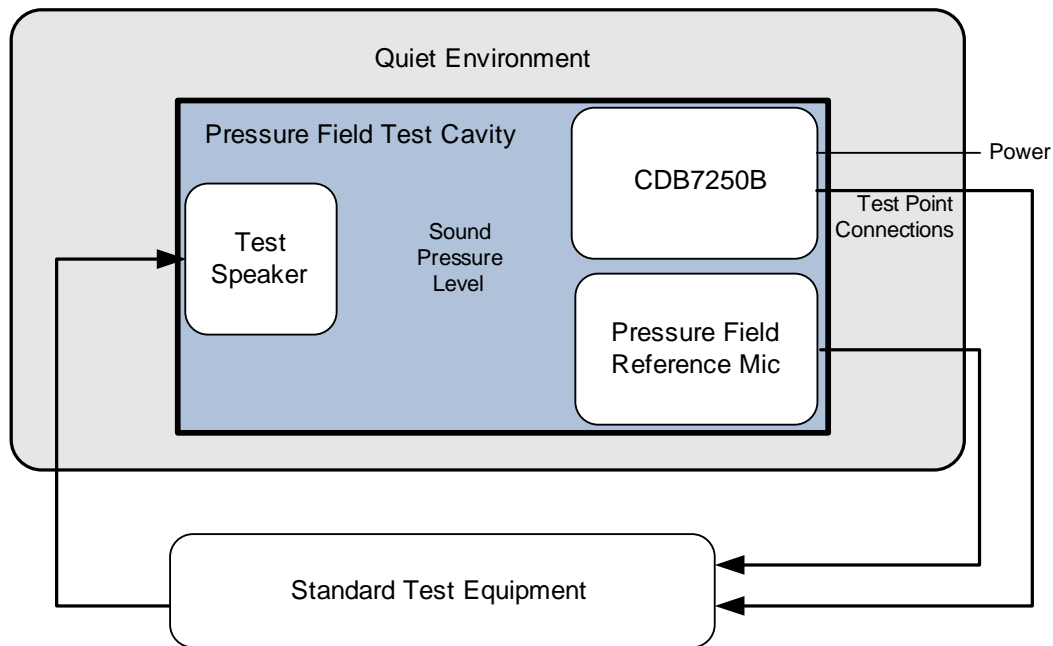 Quiet Environment
Pressure Field Test Cavity
CDB7250B
Power
Test Point
Connections
Test
Speaker
Sound
Pressure
Level
Pressure Field
Reference Mic
Standard Test Equipment